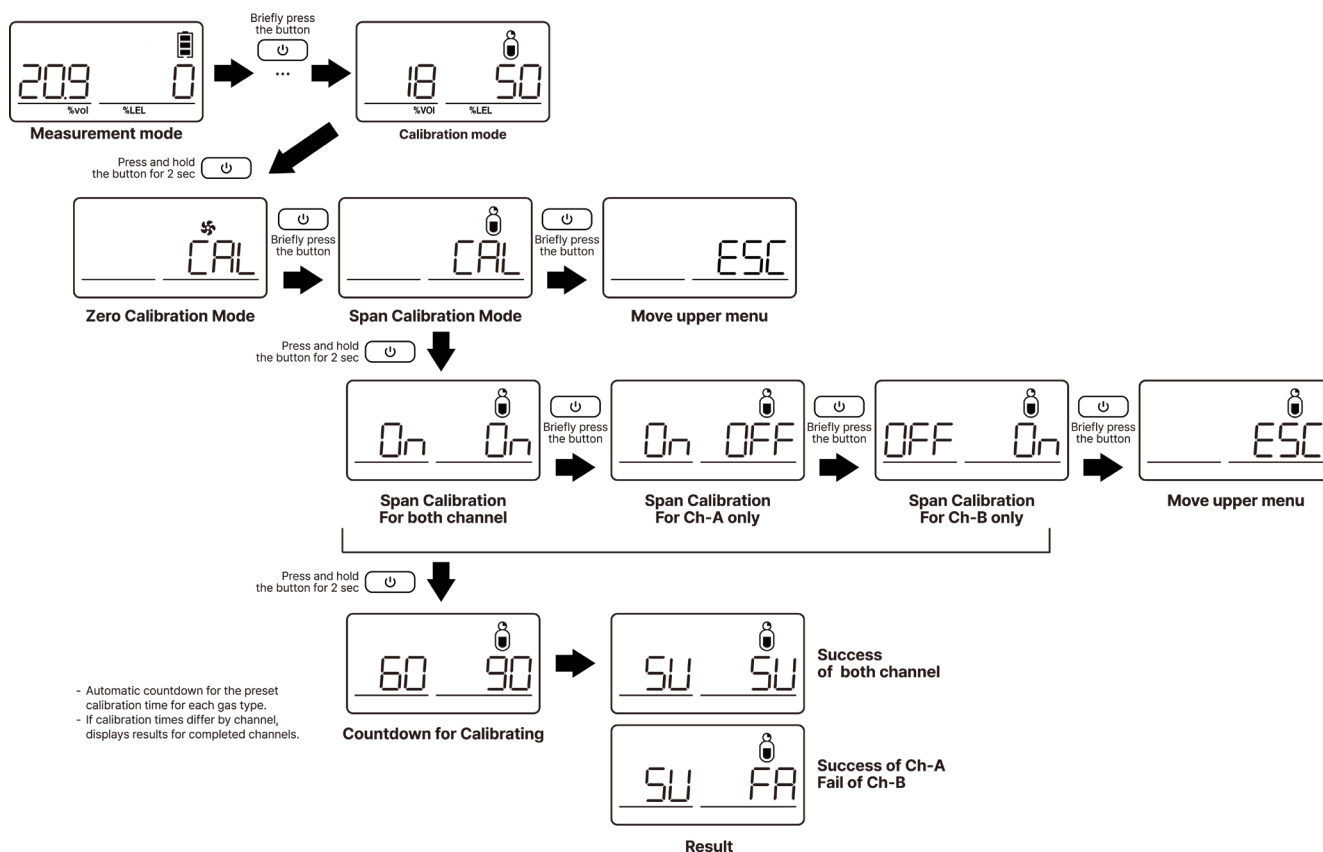 Briefly press
the button
...
20.9 0
%vol %LEL
Measurement mode
18 50
%VOl %LEL
Calibration mode
Press and hold
the button for 2 sec
CAL
Zero Calibration Mode
Briefly press
the button
CAL
Span Calibration Mode
Briefly press
the button
ESC
Move upper menu
Press and hold
the button for 2 sec
On On
Span Calibration
For both channel
Briefly press
the button
On OFF
Span Calibration
For Ch-A only
Briefly press
the button
OFF On
Span Calibration
For Ch-B only
Briefly press
the button
ESC
Move upper menu
Press and hold
the button for 2 sec
60 90
Countdown for Calibrating
- Automatic countdown for the preset
calibration time for each gas type.
- If calibration times differ by channel,
displays results for completed channels.
SU SU
Success
of both channel
SU FA
Success of Ch-A
Fail of Ch-B
Result